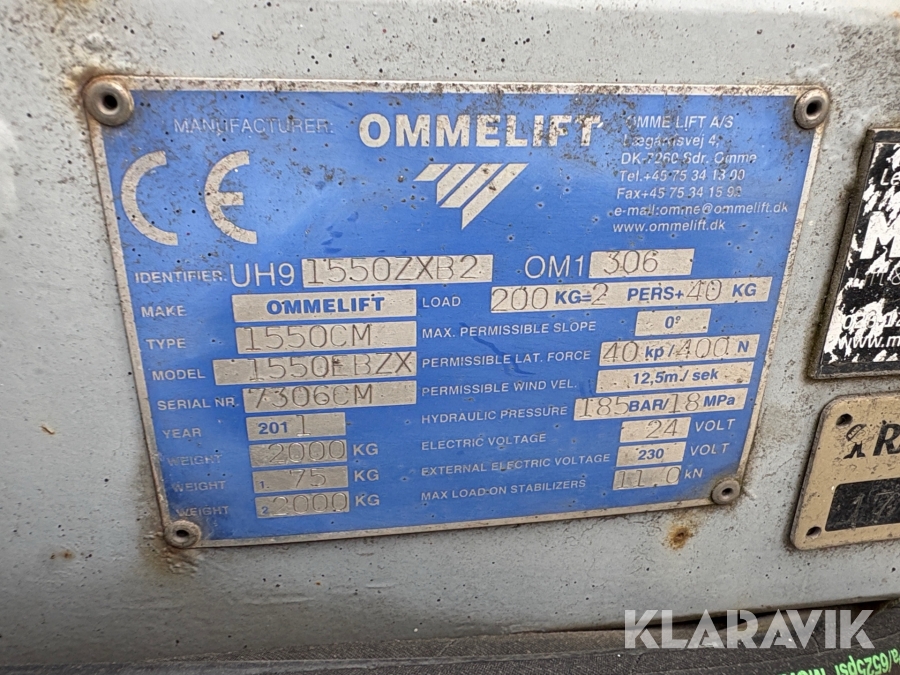 MANUFACTURER: OMMELIFT
OMME LIFT A/S
Lægårdsvej 4,
DK-7260 Sdr. Omme
Tel.+45 75 34 13 00
Fax+45 75 34 15 90
e-mail:omme@ommelift.dk
www.ommelift.dk
CE
IDENTIFIER: UH9 1550ZXB2 OM1 306
MAKE OMMELIFT
TYPE 1550CM
MODEL 1550EBZX
SERIAL NR. 7306CM
YEAR 2011
WEIGHT 2000 KG
WEIGHT 1. 75 KG
WEIGHT 2. 2000 KG
LOAD 200 KG=2 PERS+40 KG
MAX. PERMISSIBLE SLOPE 0°
PERMISSIBLE LAT. FORCE 40 kp/400 N
PERMISSIBLE WIND VEL. 12,5m./ sek
HYDRAULIC PRESSURE 185BAR/18MPa
ELECTRIC VOLTAGE 24 VOLT
EXTERNAL ELECTRIC VOLTAGE 230 VOLT
MAX LOAD ON STABILIZERS 11.0 kN
KLARAVIK